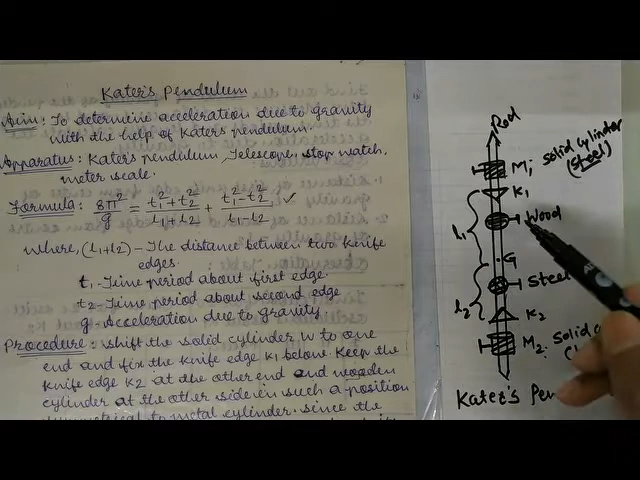 Kater's Pendulum
Aim: To determine acceleration due to gravity
with the help of Kater's pendulum.
Apparatus: Kater's pendulum, Telescope, stop watch,
meter scale.
Formula: 8π²/g = (t₁²+t₂²)/(l₁+l₂) + (t₁²-t₂²)/(l₁-l₂) ✓
where, (l₁+l₂) - The distance between two knife
edges.
t₁ - Time period about first edge.
t₂ - Time period about second edge
g - Acceleration due to gravity
Procedure: Shift the solid cylinder W to one
end and fix the knife edge K₁ below. Keep the
knife edge K₂ at the other end and wooden
cylinder at the other side in such a position
symmetrical to metal cylinder. Since the
Rod
M₁ solid cylinder
(steel)
K₁
l₁
Wood
G
Steel
l₂
K₂
M₂ solid
Kater's Pen